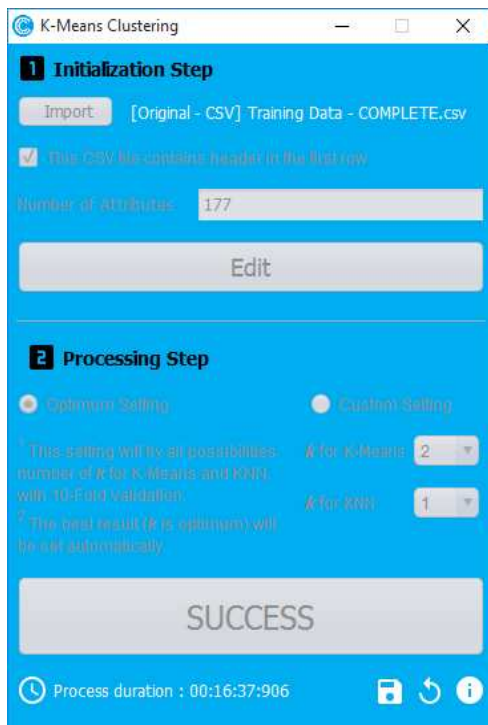 K-Means Clustering
1 Initialization Step
Import [Original - CSV] Training Data - COMPLETE.csv
This CSV file contains header in the first row
Number of Attributes 177
Edit
2 Processing Step
Optimum Setting Custom Setting
1 This setting will try all possibilities
number of k for K-Means and KNN,
with 10-Fold validation.
2 The best result (k is optimum) will
be set automatically.
k for K-Means 2
k for KNN 1
SUCCESS
Process duration : 00:16:37:906